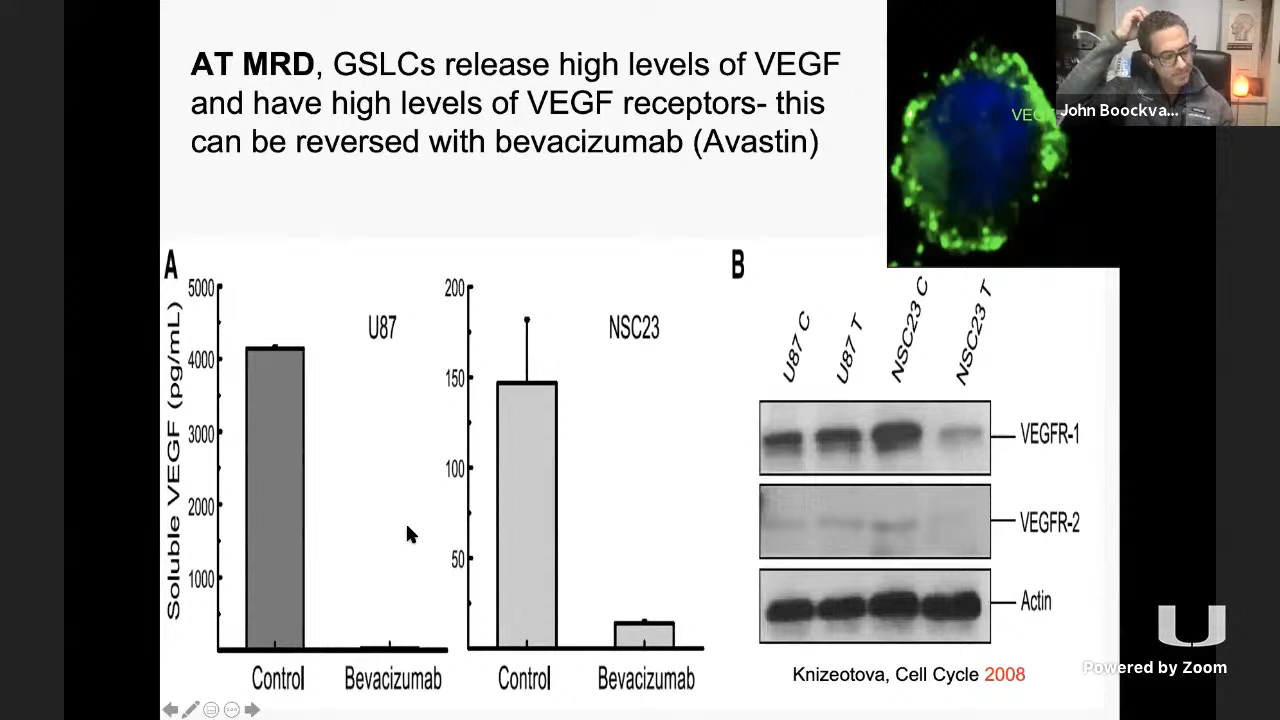 AT MRD, GSLCs release high levels of VEGF
and have high levels of VEGF receptors- this
can be reversed with bevacizumab (Avastin)
John Boockva...
A
B
Soluble VEGF (pg/mL)
5000
4000
3000
2000
1000
U87
Control
Bevacizumab
200
150
100
50
NSC23
Control
Bevacizumab
U87 C
U87 T
NSC23 C
NSC23 T
VEGFR-1
VEGFR-2
Actin
Knizeotova, Cell Cycle 2008
U
Powered by Zoom